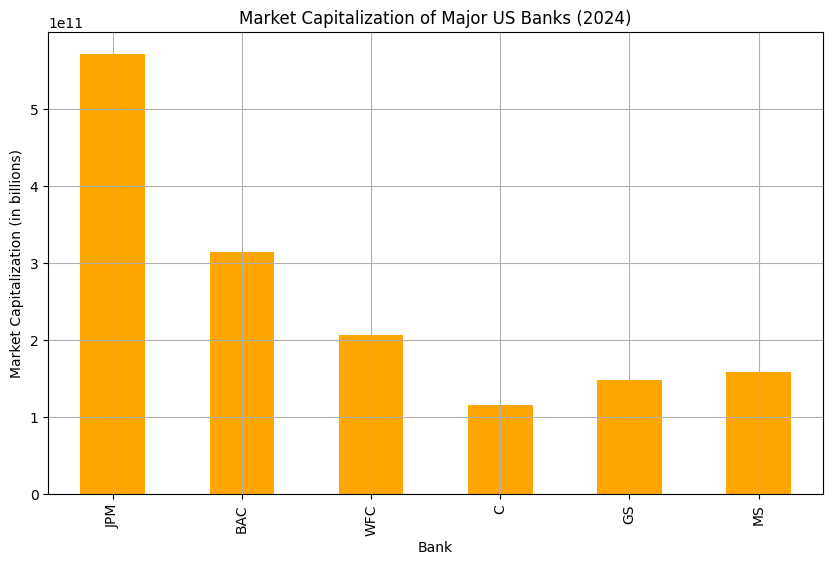 Market Capitalization of Major US Banks (2024)
1e11
5
4
3
2
1
0
Market Capitalization (in billions)
JPM
BAC
WFC
C
GS
MS
Bank